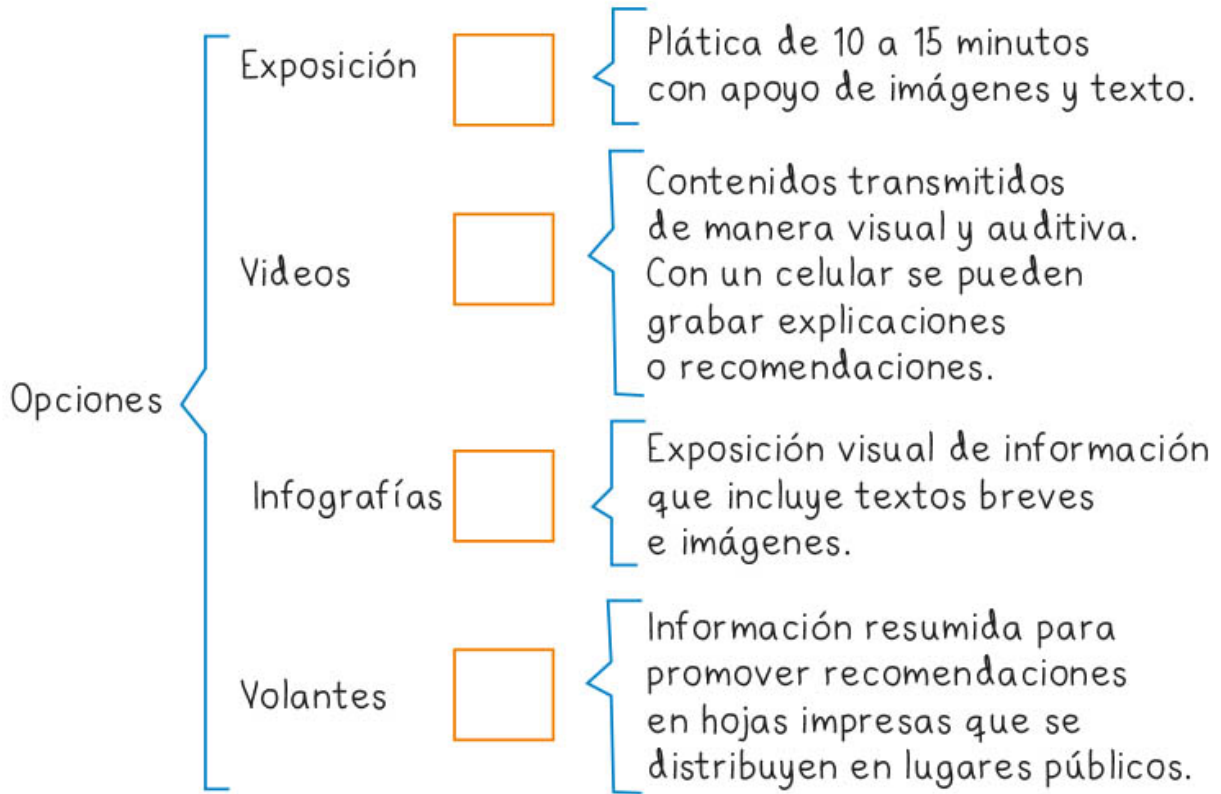 Opciones
Exposición
Plática de 10 a 15 minutos
con apoyo de imágenes y texto.
Videos
Contenidos transmitidos
de manera visual y auditiva.
Con un celular se pueden
grabar explicaciones
o recomendaciones.
Infografías
Exposición visual de información
que incluye textos breves
e imágenes.
Volantes
Información resumida para
promover recomendaciones
en hojas impresas que se
distribuyen en lugares públicos.